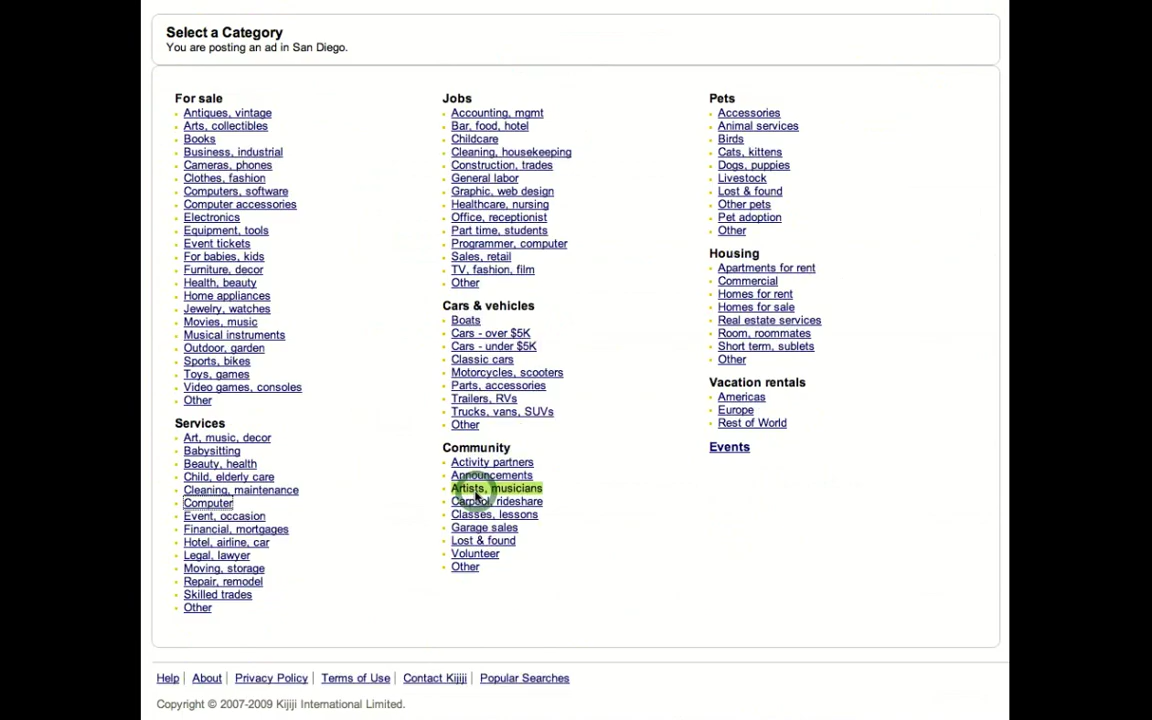 Select a Category
You are posting an ad in San Diego.
For sale
Antiques, vintage
Arts, collectibles
Books
Business, industrial
Cameras, phones
Clothes, fashion
Computers, software
Computer accessories
Electronics
Equipment, tools
Event tickets
For babies, kids
Furniture, decor
Health, beauty
Home appliances
Jewelry, watches
Movies, music
Musical instruments
Outdoor, garden
Sports, bikes
Toys, games
Video games, consoles
Other
Services
Art, music, decor
Babysitting
Beauty, health
Child, elderly care
Cleaning, maintenance
Computer
Event, occasion
Financial, mortgages
Hotel, airline, car
Legal, lawyer
Moving, storage
Repair, remodel
Skilled trades
Other
Jobs
Accounting, mgmt
Bar, food, hotel
Childcare
Cleaning, housekeeping
Construction, trades
General labor
Graphic, web design
Healthcare, nursing
Office, receptionist
Part time, students
Programmer, computer
Sales, retail
TV, fashion, film
Other
Cars & vehicles
Boats
Cars - over $5K
Cars - under $5K
Classic cars
Motorcycles, scooters
Parts, accessories
Trailers, RVs
Trucks, vans, SUVs
Other
Community
Activity partners
Announcements
Artists, musicians
Carpool, rideshare
Classes, lessons
Garage sales
Lost & found
Volunteer
Other
Pets
Accessories
Animal services
Birds
Cats, kittens
Dogs, puppies
Livestock
Lost & found
Other pets
Pet adoption
Other
Housing
Apartments for rent
Commercial
Homes for rent
Homes for sale
Real estate services
Room, roommates
Short term, sublets
Other
Vacation rentals
Americas
Europe
Rest of World
Events
Help | About | Privacy Policy | Terms of Use | Contact Kijiji | Popular Searches
Copyright © 2007-2009 Kijiji International Limited.